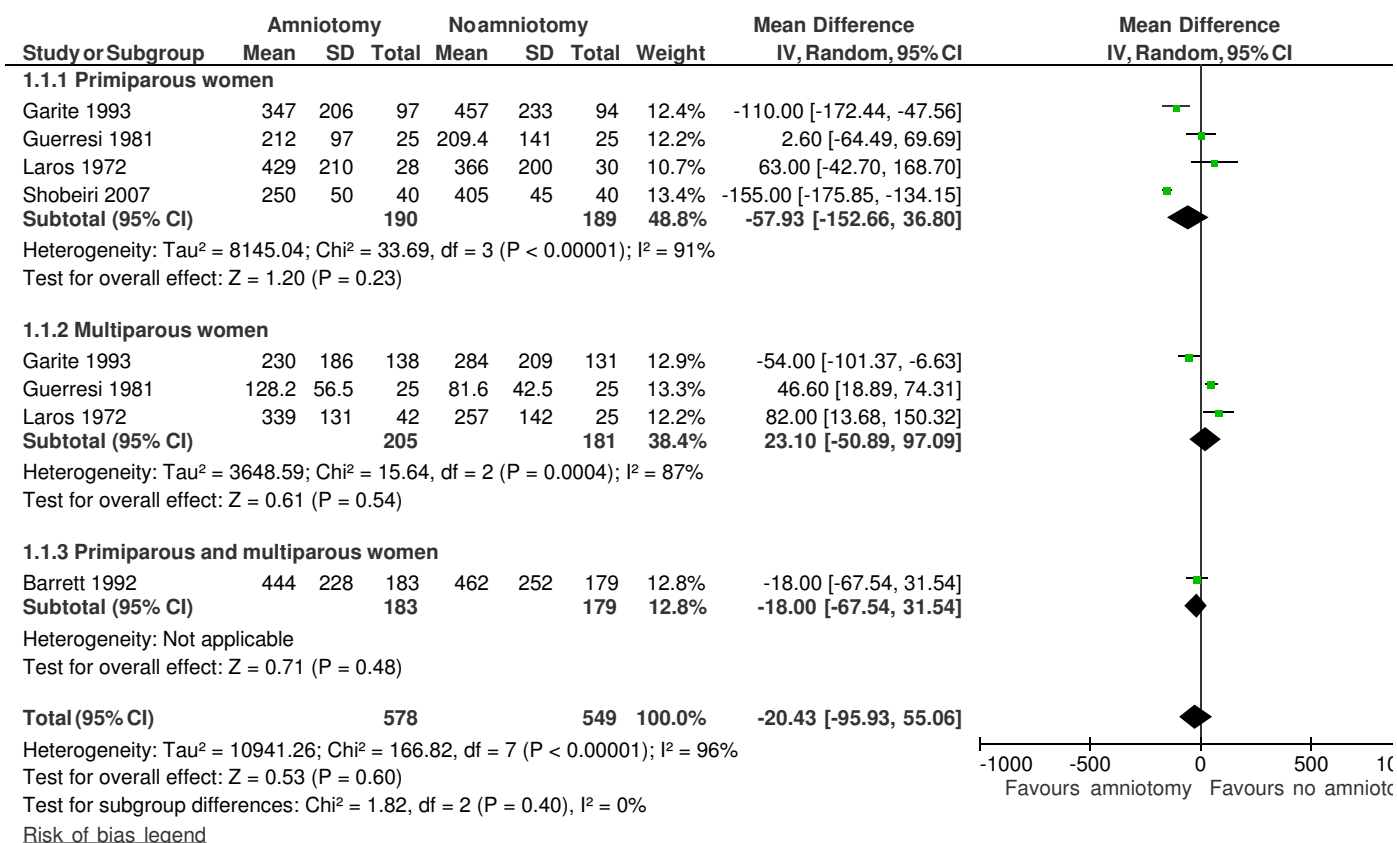 Amniotomy No amniotomy Mean Difference Mean Difference
Study or Subgroup Mean SD Total Mean SD Total Weight IV, Random, 95% CI IV, Random, 95% CI
1.1.1 Primiparous women
Garite 1993 347 206 97 457 233 94 12.4% -110.00 [-172.44, -47.56]
Guerresi 1981 212 97 25 209.4 141 25 12.2% 2.60 [-64.49, 69.69]
Laros 1972 429 210 28 366 200 30 10.7% 63.00 [-42.70, 168.70]
Shobeiri 2007 250 50 40 405 45 40 13.4% -155.00 [-175.85, -134.15]
Subtotal (95% CI) 190 189 48.8% -57.93 [-152.66, 36.80]
Heterogeneity: Tau² = 8145.04; Chi² = 33.69, df = 3 (P < 0.00001); I² = 91%
Test for overall effect: Z = 1.20 (P = 0.23)
1.1.2 Multiparous women
Garite 1993 230 186 138 284 209 131 12.9% -54.00 [-101.37, -6.63]
Guerresi 1981 128.2 56.5 25 81.6 42.5 25 13.3% 46.60 [18.89, 74.31]
Laros 1972 339 131 42 257 142 25 12.2% 82.00 [13.68, 150.32]
Subtotal (95% CI) 205 181 38.4% 23.10 [-50.89, 97.09]
Heterogeneity: Tau² = 3648.59; Chi² = 15.64, df = 2 (P = 0.0004); I² = 87%
Test for overall effect: Z = 0.61 (P = 0.54)
1.1.3 Primiparous and multiparous women
Barrett 1992 444 228 183 462 252 179 12.8% -18.00 [-67.54, 31.54]
Subtotal (95% CI) 183 179 12.8% -18.00 [-67.54, 31.54]
Heterogeneity: Not applicable
Test for overall effect: Z = 0.71 (P = 0.48)
Total (95% CI) 578 549 100.0% -20.43 [-95.93, 55.06]
Heterogeneity: Tau² = 10941.26; Chi² = 166.82, df = 7 (P < 0.00001); I² = 96%
Test for overall effect: Z = 0.53 (P = 0.60)
Test for subgroup differences: Chi² = 1.82, df = 2 (P = 0.40), I² = 0%
-1000 -500 0 500 10
Favours amniotomy Favours no amnioto
Risk of bias legend